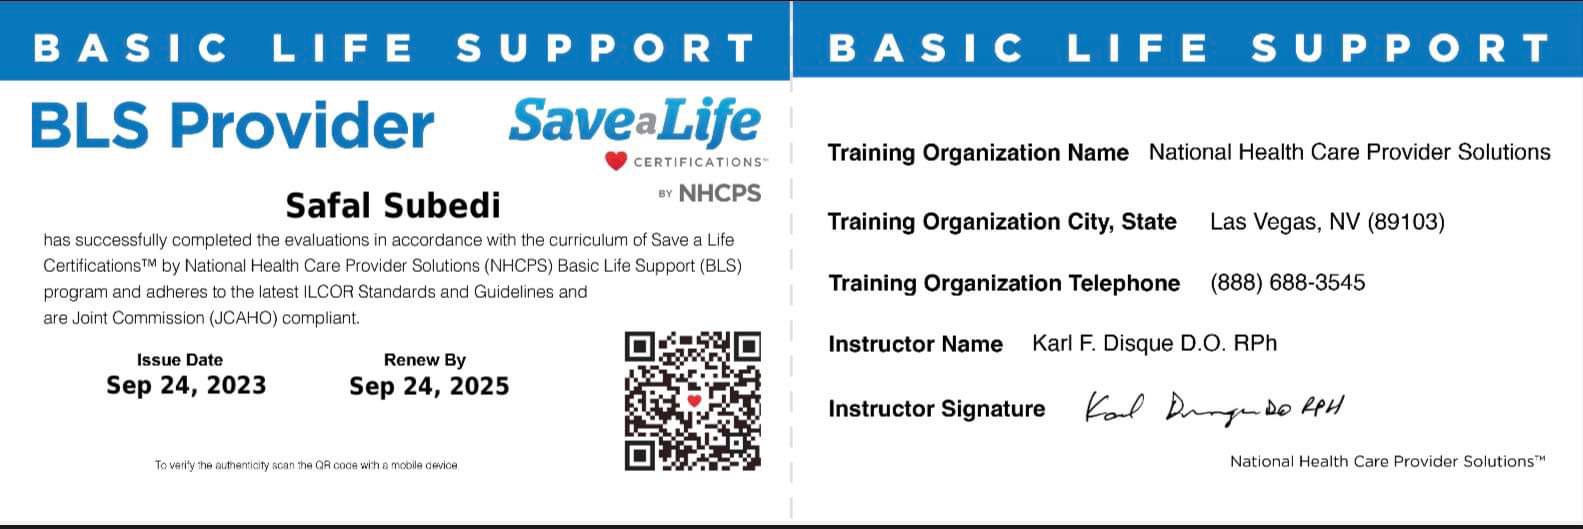 BASIC LIFE SUPPORT
BLS Provider
SaveaLife
CERTIFICATIONS™
BY NHCPS
Safal Subedi
has successfully completed the evaluations in accordance with the curriculum of Save a Life
Certifications™ by National Health Care Provider Solutions (NHCPS) Basic Life Support (BLS)
program and adheres to the latest ILCOR Standards and Guidelines and
are Joint Commission (JCAHO) compliant.
Issue Date
Sep 24, 2023
Renew By
Sep 24, 2025
To verify the authenticity scan the QR code with a mobile device
BASIC LIFE SUPPORT
Training Organization Name National Health Care Provider Solutions
Training Organization City, State Las Vegas, NV (89103)
Training Organization Telephone (888) 688-3545
Instructor Name Karl F. Disque D.O. RPh
Instructor Signature Karl Disque DO RPH
National Health Care Provider Solutions™